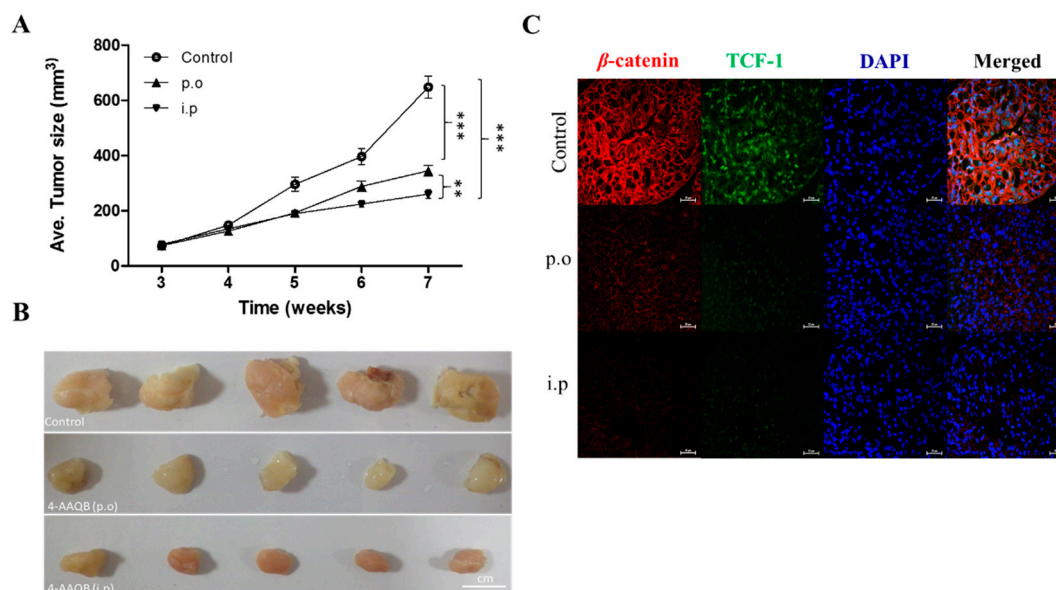 A
Ave. Tumor size (mm³)
800
600
400
200
0
Control
p.o
i.p
***
**
***
3 4 5 6 7
Time (weeks)
B
Control
4-AAQB (p.o)
4-AAQB (i.p)
cm
C
β-catenin TCF-1 DAPI Merged
Control
p.o
i.p